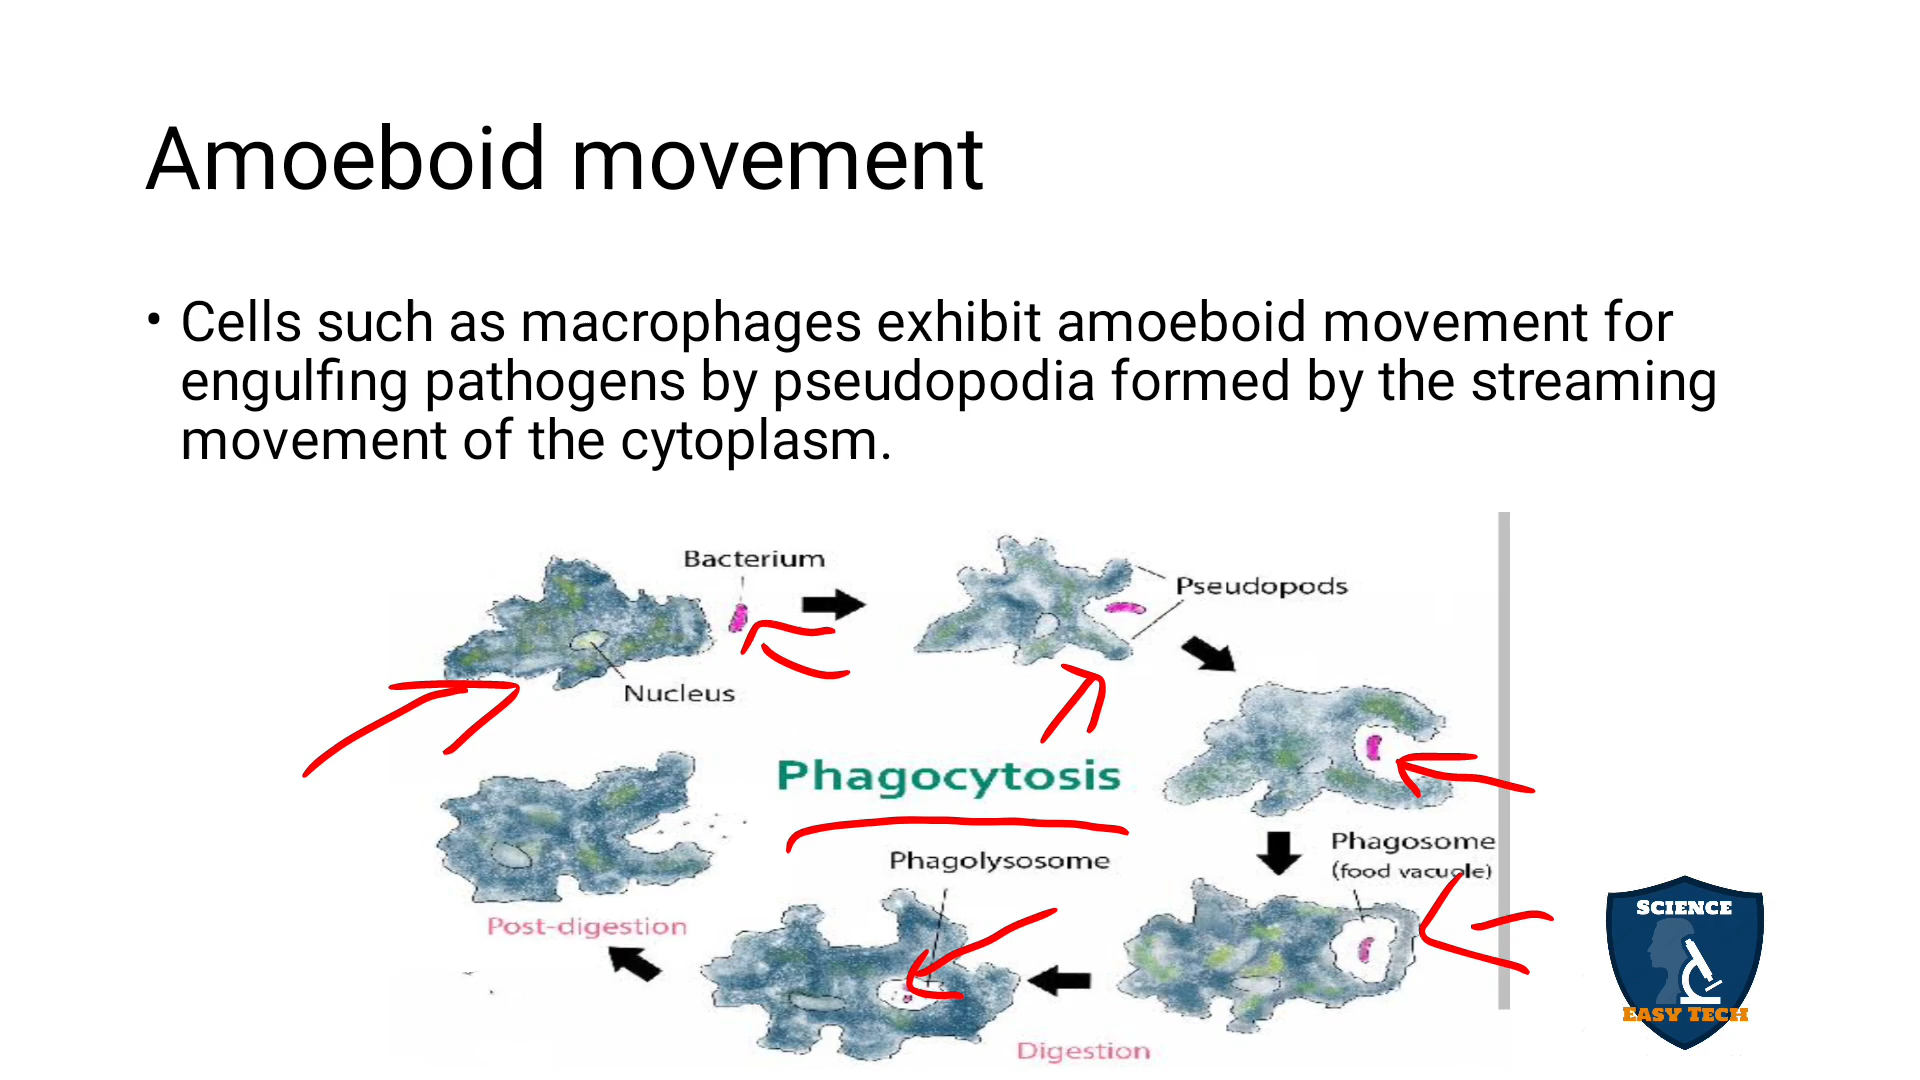 Amoeboid movement
• Cells such as macrophages exhibit amoeboid movement for
engulfing pathogens by pseudopodia formed by the streaming
movement of the cytoplasm.
Bacterium
Pseudopods
Nucleus
Phagocytosis
Phagosome
(food vacuole)
Phagolysosome
Post-digestion
Digestion
SCIENCE
EASY TECH